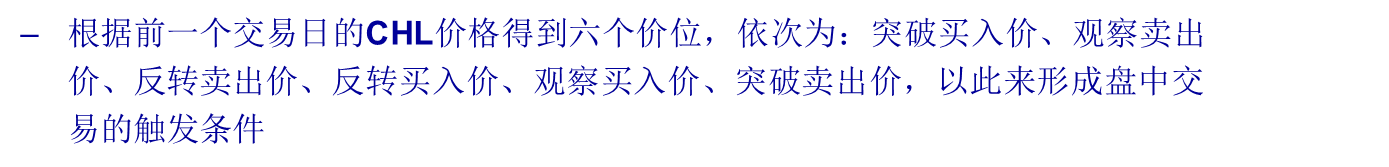 – 根据前一个交易日的CHL价格得到六个价位，依次为：突破买入价、观察卖出
价、反转卖出价、反转买入价、观察买入价、突破卖出价，以此来形成盘中交
易的触发条件